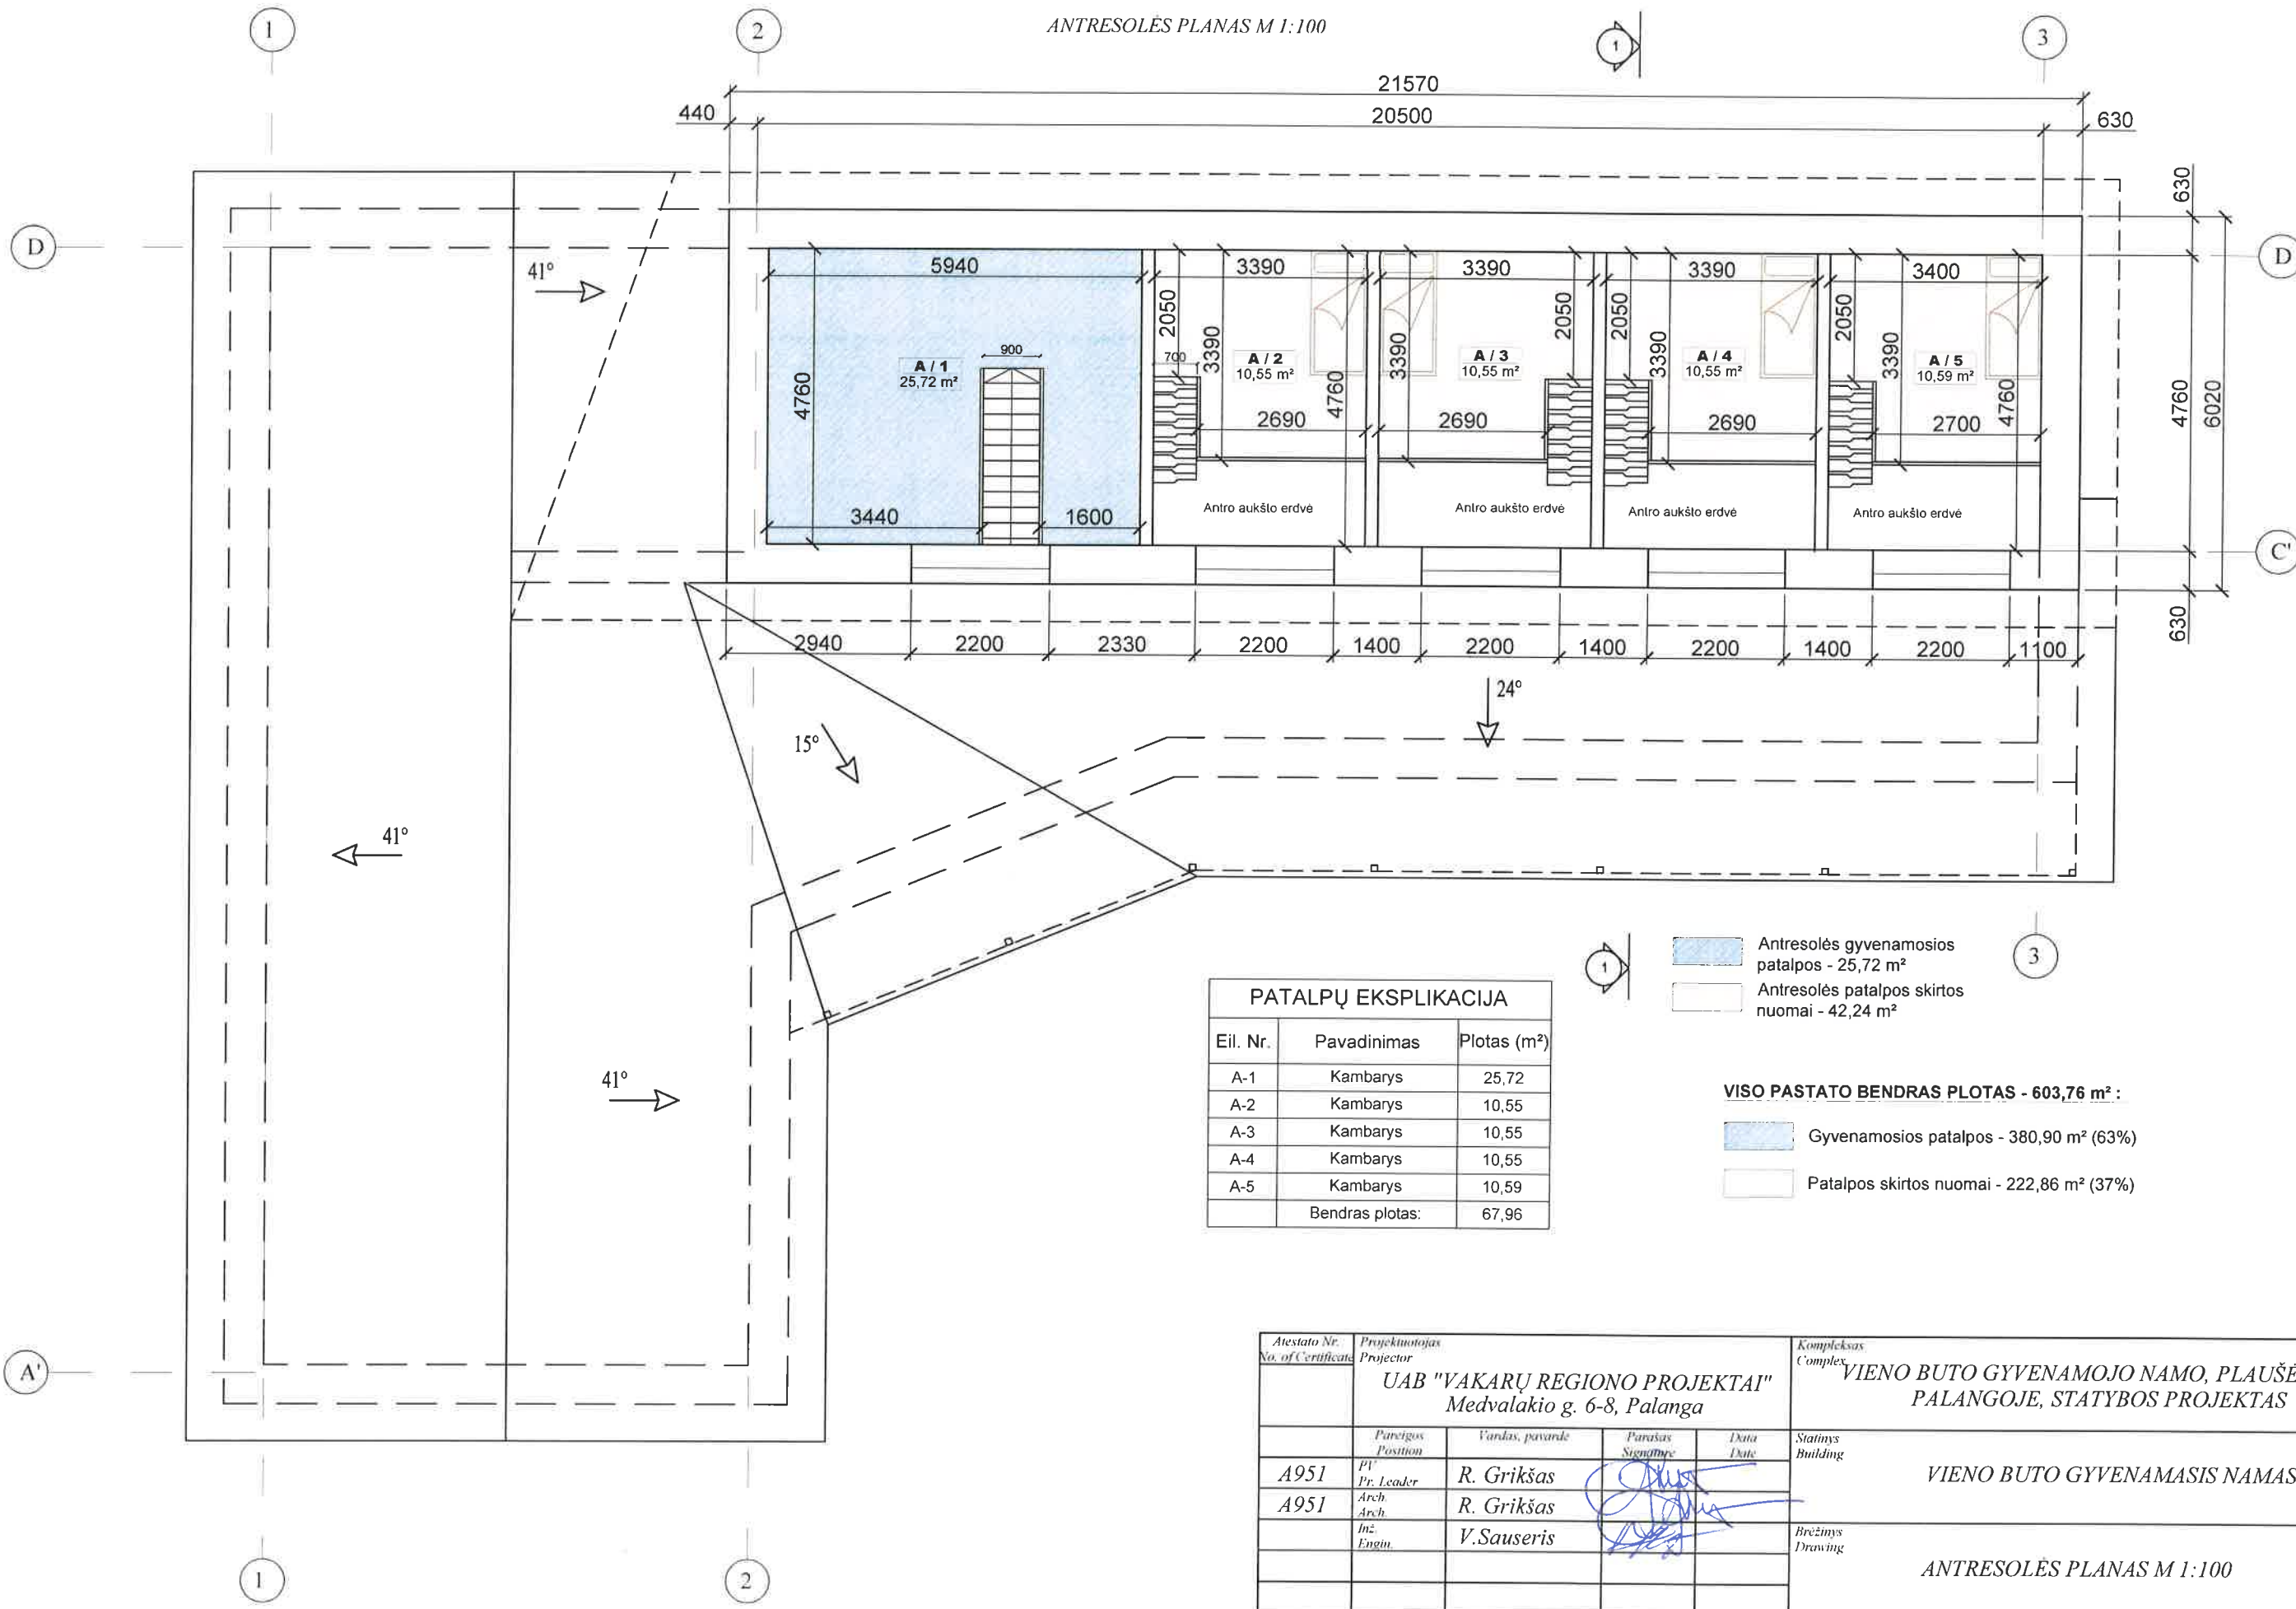 ANTRESOLĖS PLANAS M 1:100
1
2
1
3
21570
440
20500
630
630
D
D
41°
5940
3390
3390
3390
3400
2050
3390
2050
2050
3390
2050
3390
3390
4760
900
700
A / 1
25,72 m²
A / 2
10,55 m²
A / 3
10,55 m²
A / 4
10,55 m²
A / 5
10,59 m²
4760
4760
4760
6020
2690
2690
2690
2700
3440
1600
Antro aukšto erdvė
Antro aukšto erdvė
Antro aukšto erdvė
Antro aukšto erdvė
C'
630
2940
2200
2330
2200
1400
2200
1400
2200
1400
2200
1100
24°
15°
41°
41°
1
3
Antresolės gyvenamosios
patalpos - 25,72 m²
Antresolės patalpos skirtos
nuomai - 42,24 m²
PATALPŲ EKSPLIKACIJA
Eil. Nr. Pavadinimas Plotas (m²)
A-1 Kambarys 25,72
A-2 Kambarys 10,55
A-3 Kambarys 10,55
A-4 Kambarys 10,55
A-5 Kambarys 10,59
Bendras plotas: 67,96
VISO PASTATO BENDRAS PLOTAS - 603,76 m² :
Gyvenamosios patalpos - 380,90 m² (63%)
Patalpos skirtos nuomai - 222,86 m² (37%)
A'
1
2
Atestato Nr.
No. of Certificate
Projektuotojas
Projector
UAB "VAKARŲ REGIONO PROJEKTAI"
Medvalakio g. 6-8, Palanga
Kompleksas
Complex
VIENO BUTO GYVENAMOJO NAMO, PLAUŠĖ
PALANGOJE, STATYBOS PROJEKTAS
Pareigos
Position
Vardas, pavardė
Parašas
Signature
Data
Date
Statinys
Building
VIENO BUTO GYVENAMASIS NAMAS
A951
PV
Pr. Leader
R. Grikšas
A951
Arch.
Arch.
R. Grikšas
Inž.
Engin.
V.Sauseris
Brėžinys
Drawing
ANTRESOLĖS PLANAS M 1:100